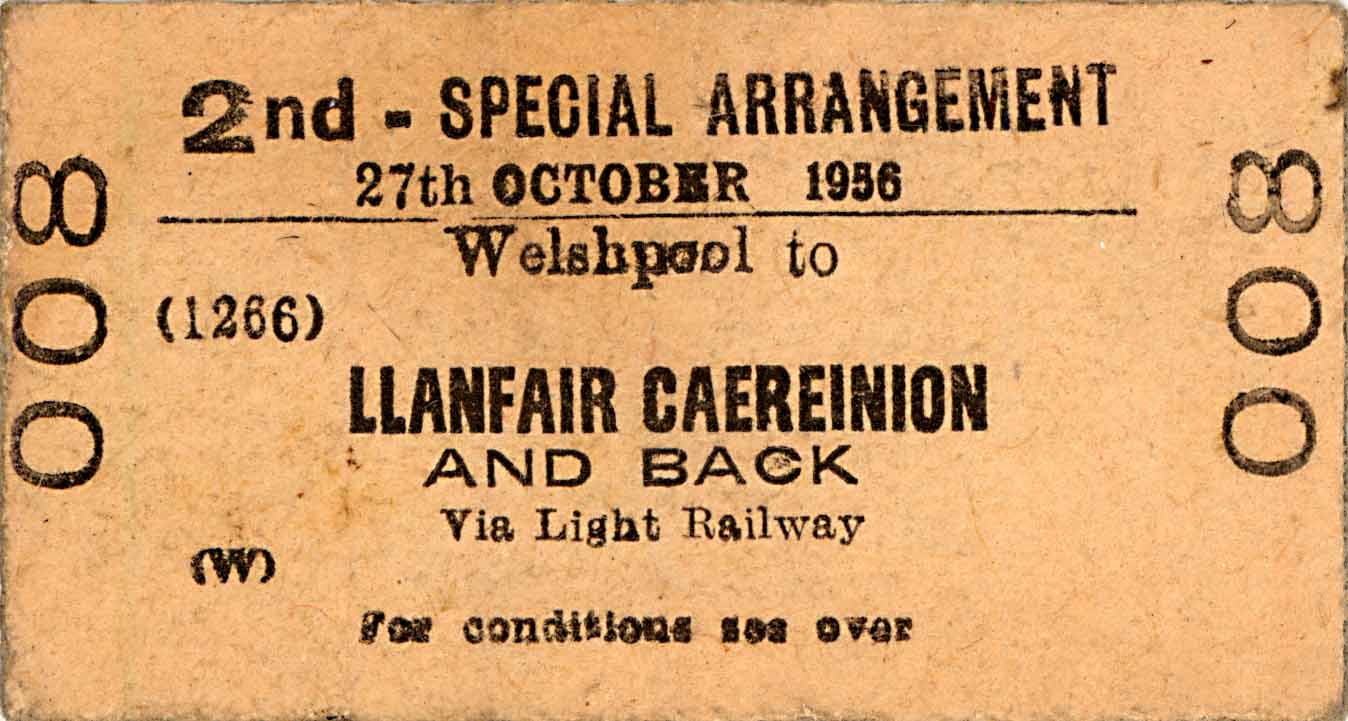 2nd - SPECIAL ARRANGEMENT
27th OCTOBER 1956
Welshpool to
(1266)
LLANFAIR CAEREINION
AND BACK
Via Light Railway
(W)
For conditions see over
008
008